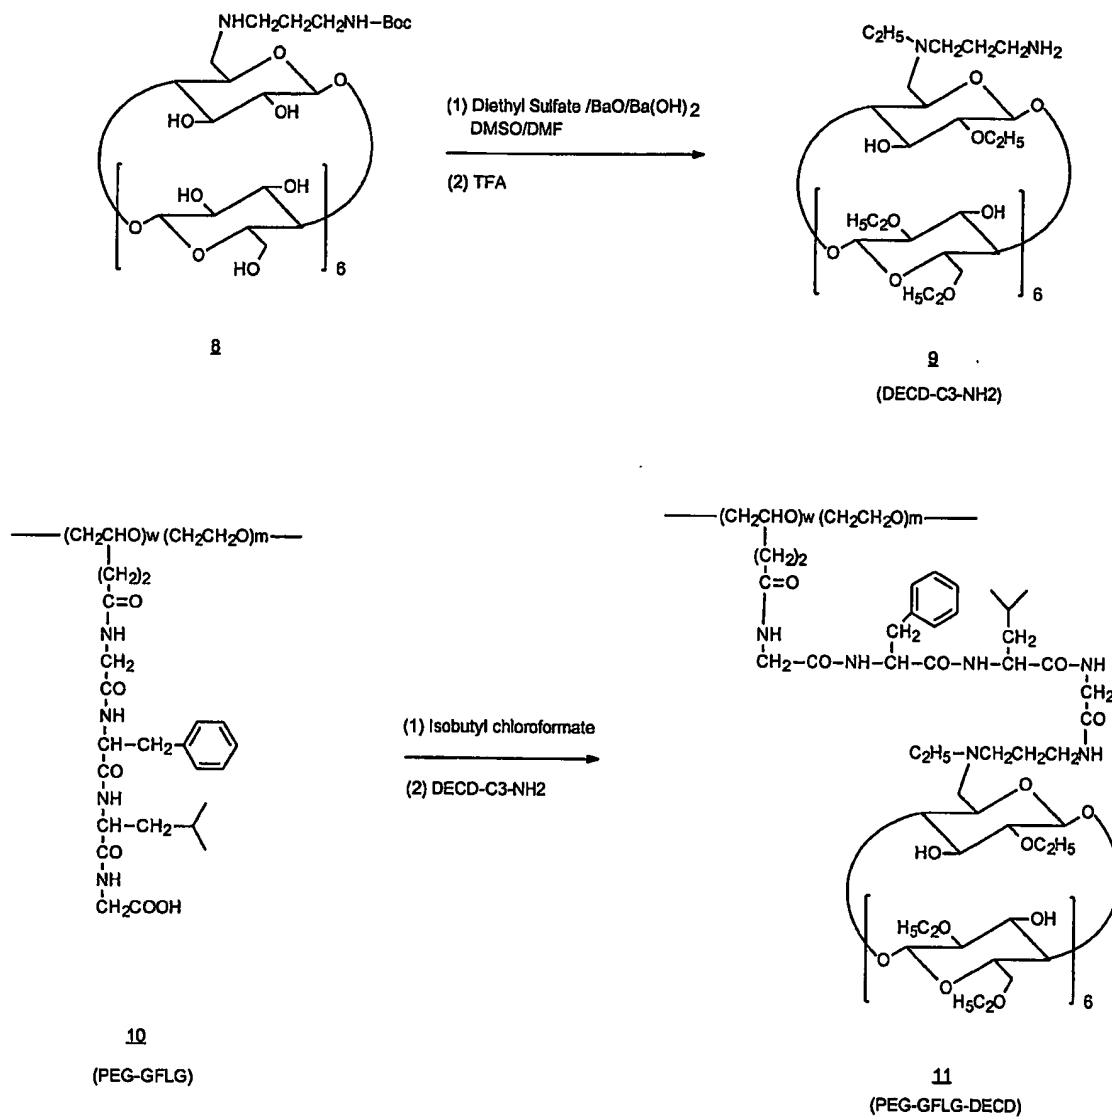 NHCH2CH2CH2NH-Boc
O
O
HO
OH
HO
OH
O
O
HO
6
8
(1) Diethyl Sulfate /BaO/Ba(OH) 2
DMSO/DMF
(2) TFA
C2H5
NCH2CH2CH2NH2
O
O
HO
OC2H5
H5C2O
OH
O
O
H5C2O
6
9
(DECD-C3-NH2)
(CH2CHO)w (CH2CH2O)m
(CH2)2
C=O
NH
CH2
CO
NH
CH-CH2
CO
NH
CH-CH2
CO
NH
CH2COOH
10
(PEG-GFLG)
(1) Isobutyl chloroformate
(2) DECD-C3-NH2
(CH2CHO)w (CH2CH2O)m
(CH2)2
C=O
NH
CH2
CH2
CH2-CO-NH-CH-CO-NH-CH-CO-NH
CH2
CO
C2H5-NCH2CH2CH2NH
O
O
HO
OC2H5
H5C2O
OH
O
O
H5C2O
6
11
(PEG-GFLG-DECD)